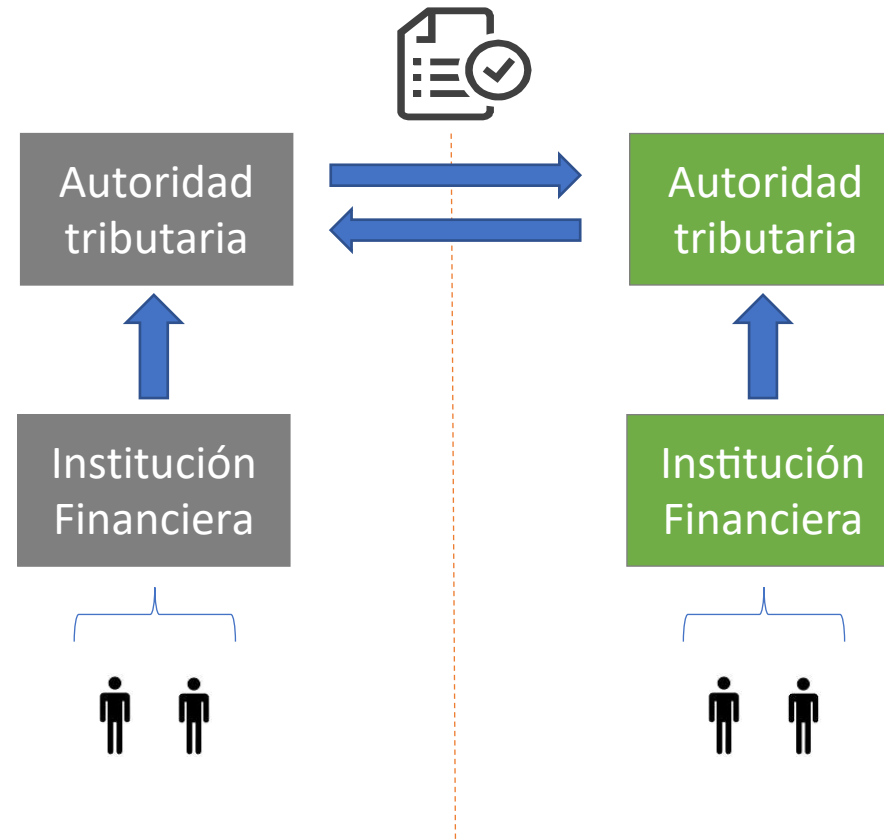 Autoridad
tributaria
Autoridad
tributaria
Institución
Financiera
Institución
Financiera